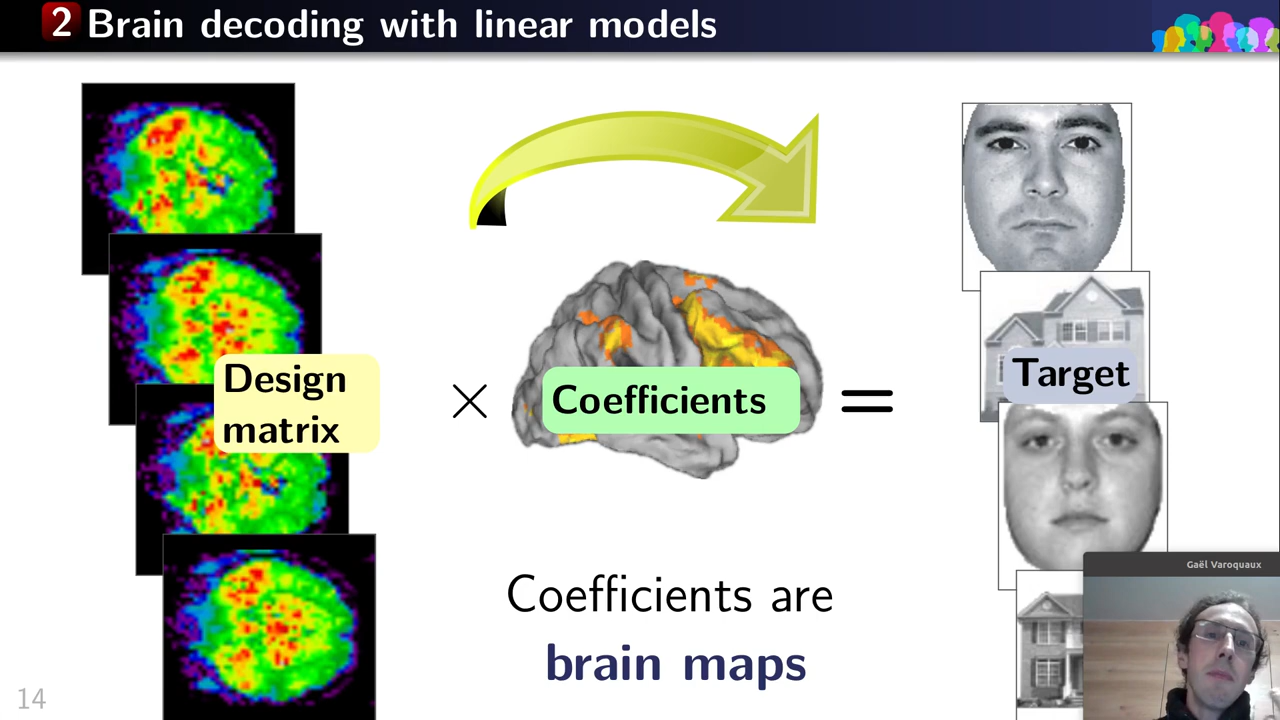 2 Brain decoding with linear models
Design
matrix
×
Coefficients
=
Target
Coefficients are
brain maps
Gaël Varoquaux
14